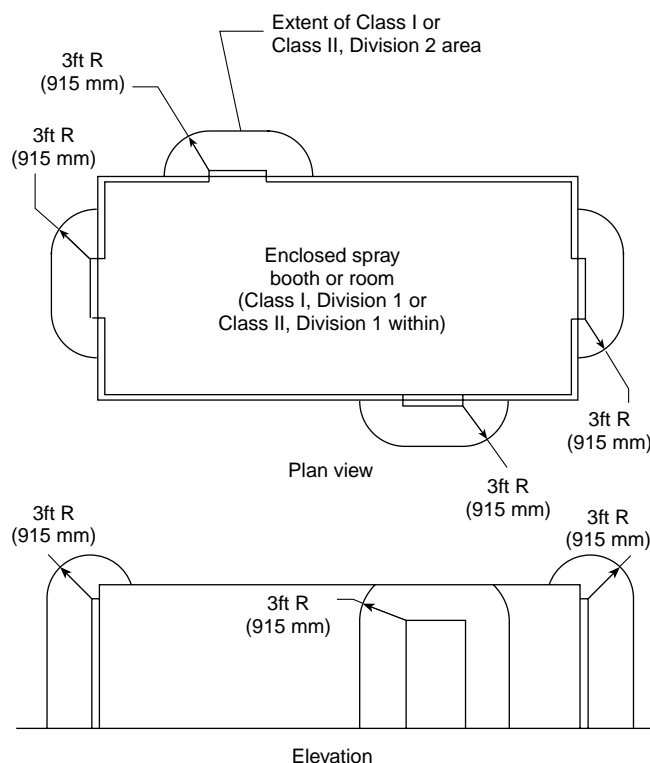 Extent of Class I or
Class II, Division 2 area
3ft R
(915 mm)
3ft R
(915 mm)
Enclosed spray
booth or room
(Class I, Division 1 or
Class II, Division 1 within)
3ft R
(915 mm)
Plan view
3ft R
(915 mm)
3ft R
(915 mm)
3ft R
(915 mm)
3ft R
(915 mm)
Elevation